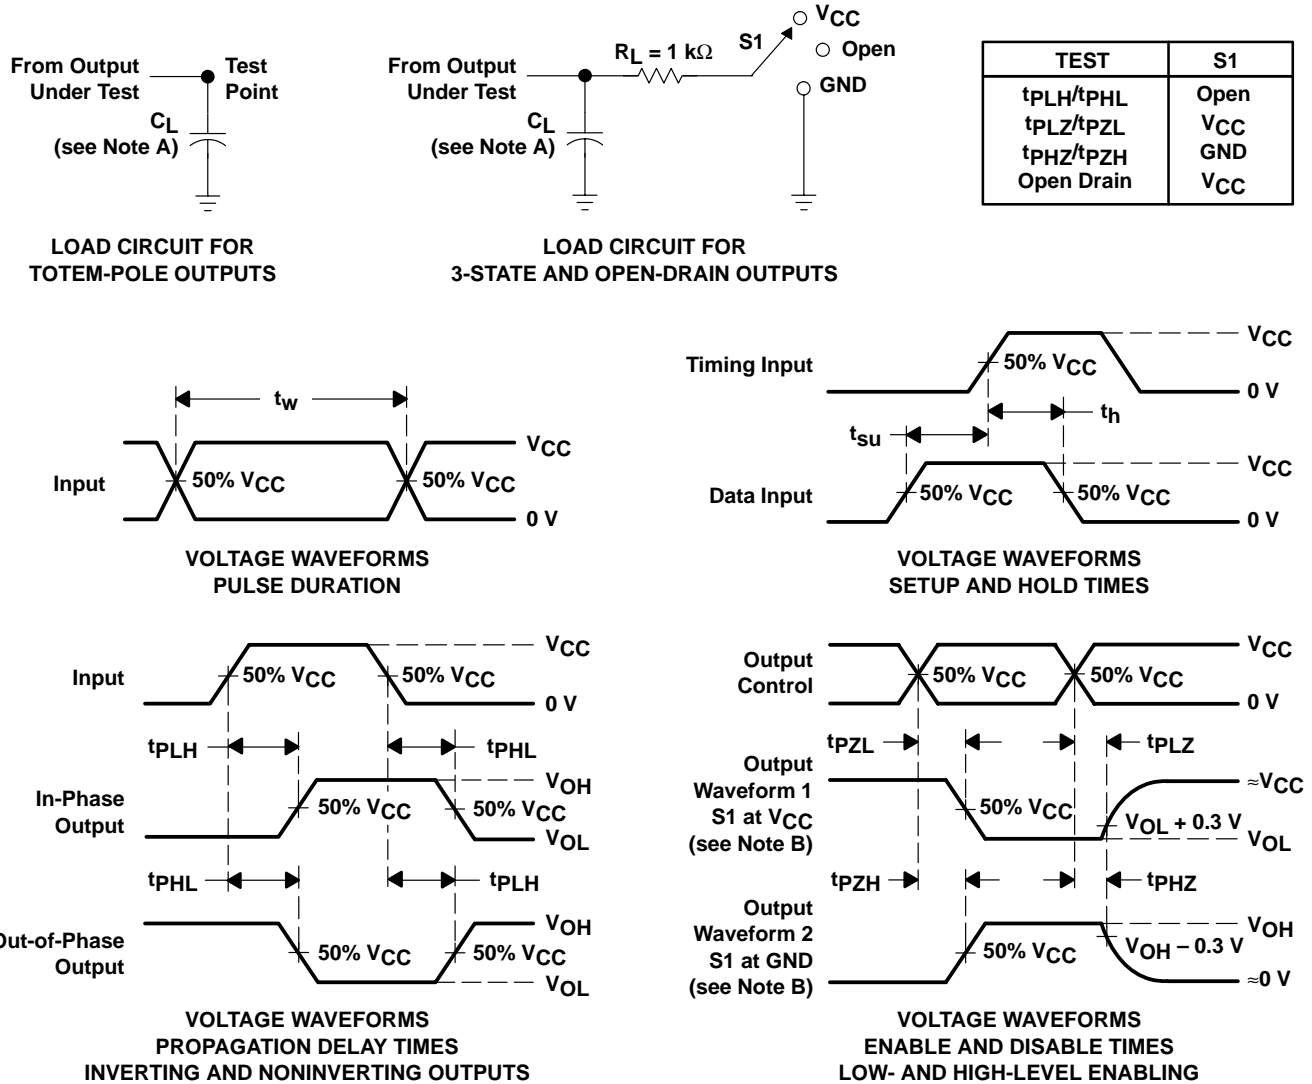 From Output
Under Test
Test
Point
CL
(see Note A)
LOAD CIRCUIT FOR
TOTEM-POLE OUTPUTS
From Output
Under Test
RL = 1 kΩ
S1
VCC
Open
GND
CL
(see Note A)
LOAD CIRCUIT FOR
3-STATE AND OPEN-DRAIN OUTPUTS
TEST S1
tPLH/tPHL Open
tPLZ/tPZL VCC
tPHZ/tPZH GND
Open Drain VCC
tw
Input
50% VCC
50% VCC
VCC
0 V
VOLTAGE WAVEFORMS
PULSE DURATION
Timing Input
50% VCC
VCC
0 V
th
tsu
Data Input
50% VCC
50% VCC
VCC
0 V
VOLTAGE WAVEFORMS
SETUP AND HOLD TIMES
Input
50% VCC
50% VCC
VCC
0 V
tPLH
tPHL
In-Phase
Output
50% VCC
50% VCC
VOH
VOL
tPHL
tPLH
Out-of-Phase
Output
50% VCC
50% VCC
VOH
VOL
VOLTAGE WAVEFORMS
PROPAGATION DELAY TIMES
INVERTING AND NONINVERTING OUTPUTS
Output
Control
50% VCC
50% VCC
VCC
0 V
tPZL
tPLZ
Output
Waveform 1
S1 at VCC
(see Note B)
50% VCC
≈VCC
VOL + 0.3 V
VOL
tPZH
tPHZ
Output
Waveform 2
S1 at GND
(see Note B)
50% VCC
VOH
VOH − 0.3 V
≈0 V
VOLTAGE WAVEFORMS
ENABLE AND DISABLE TIMES
LOW- AND HIGH-LEVEL ENABLING